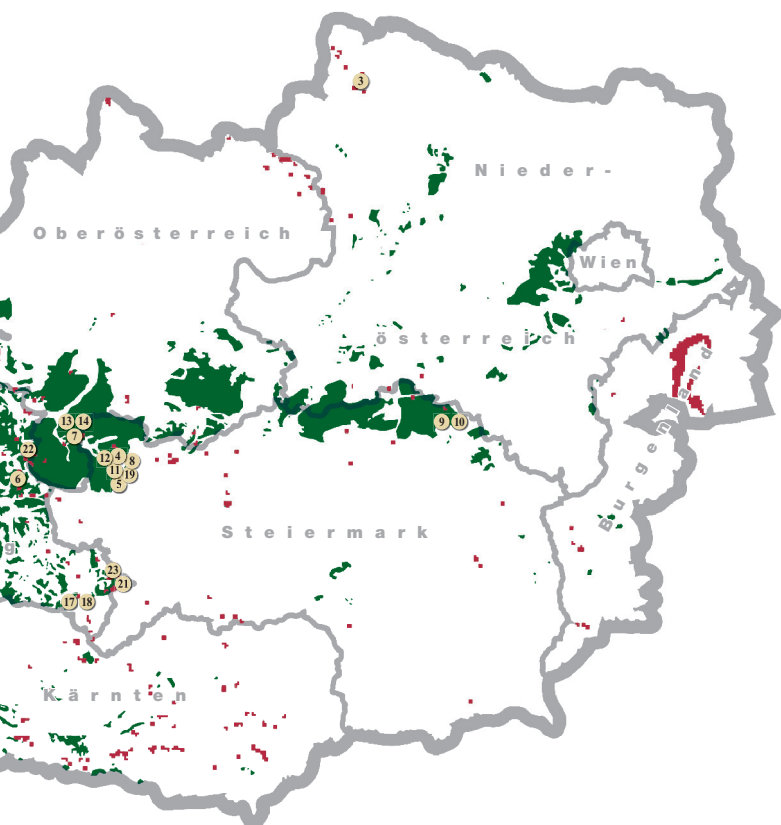 3
Nieder-
Oberösterreich
Wien
österreich
Burgenland
13 14
7
9 10
22
12 4 8
11 19
6
5
Steiermark
g
23
21
17 18
Kärnten